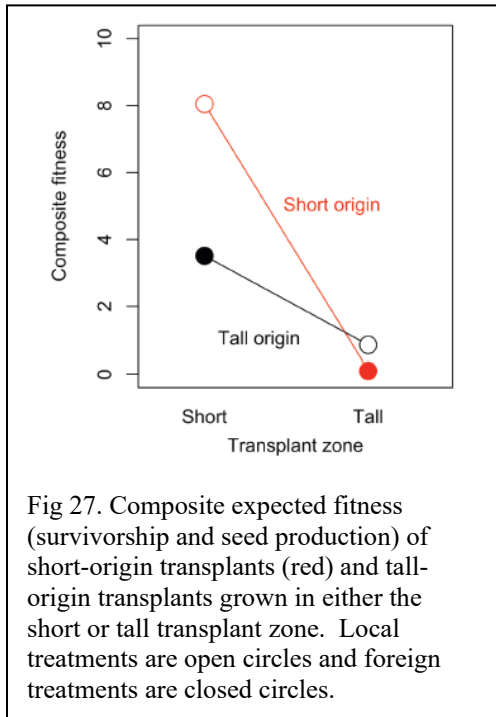 10
8
6
4
2
0
Composite fitness
Short origin
Tall origin
Short Tall
Transplant zone
Fig 27. Composite expected fitness
(survivorship and seed production) of
short-origin transplants (red) and tall-
origin transplants grown in either the
short or tall transplant zone.  Local
treatments are open circles and foreign
treatments are closed circles.